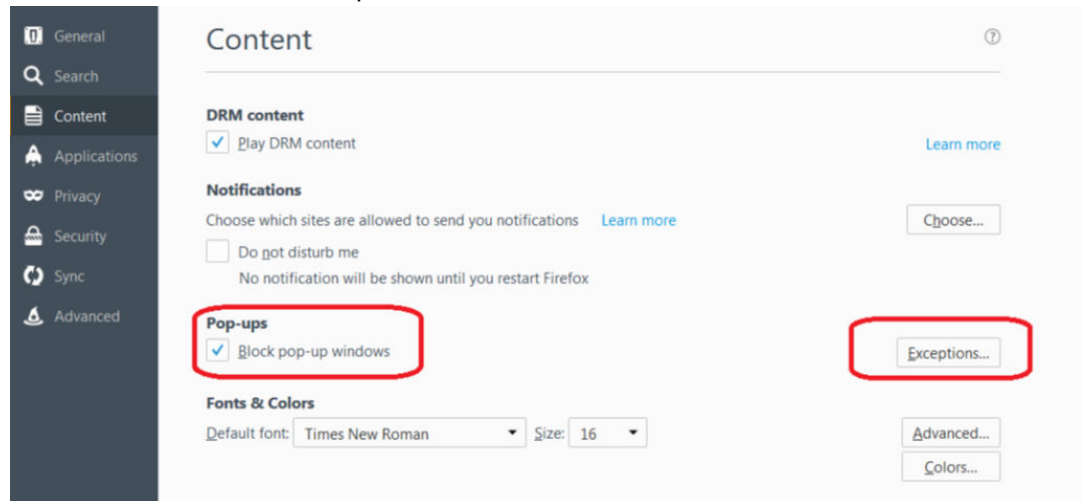 General
Search
Content
Applications
Privacy
Security
Sync
Advanced
Content
?
DRM content
Play DRM content
Learn more
Notifications
Choose which sites are allowed to send you notifications Learn more
Choose...
Do not disturb me
No notification will be shown until you restart Firefox
Pop-ups
Block pop-up windows
Exceptions...
Fonts & Colors
Default font: Times New Roman Size: 16
Advanced...
Colors...